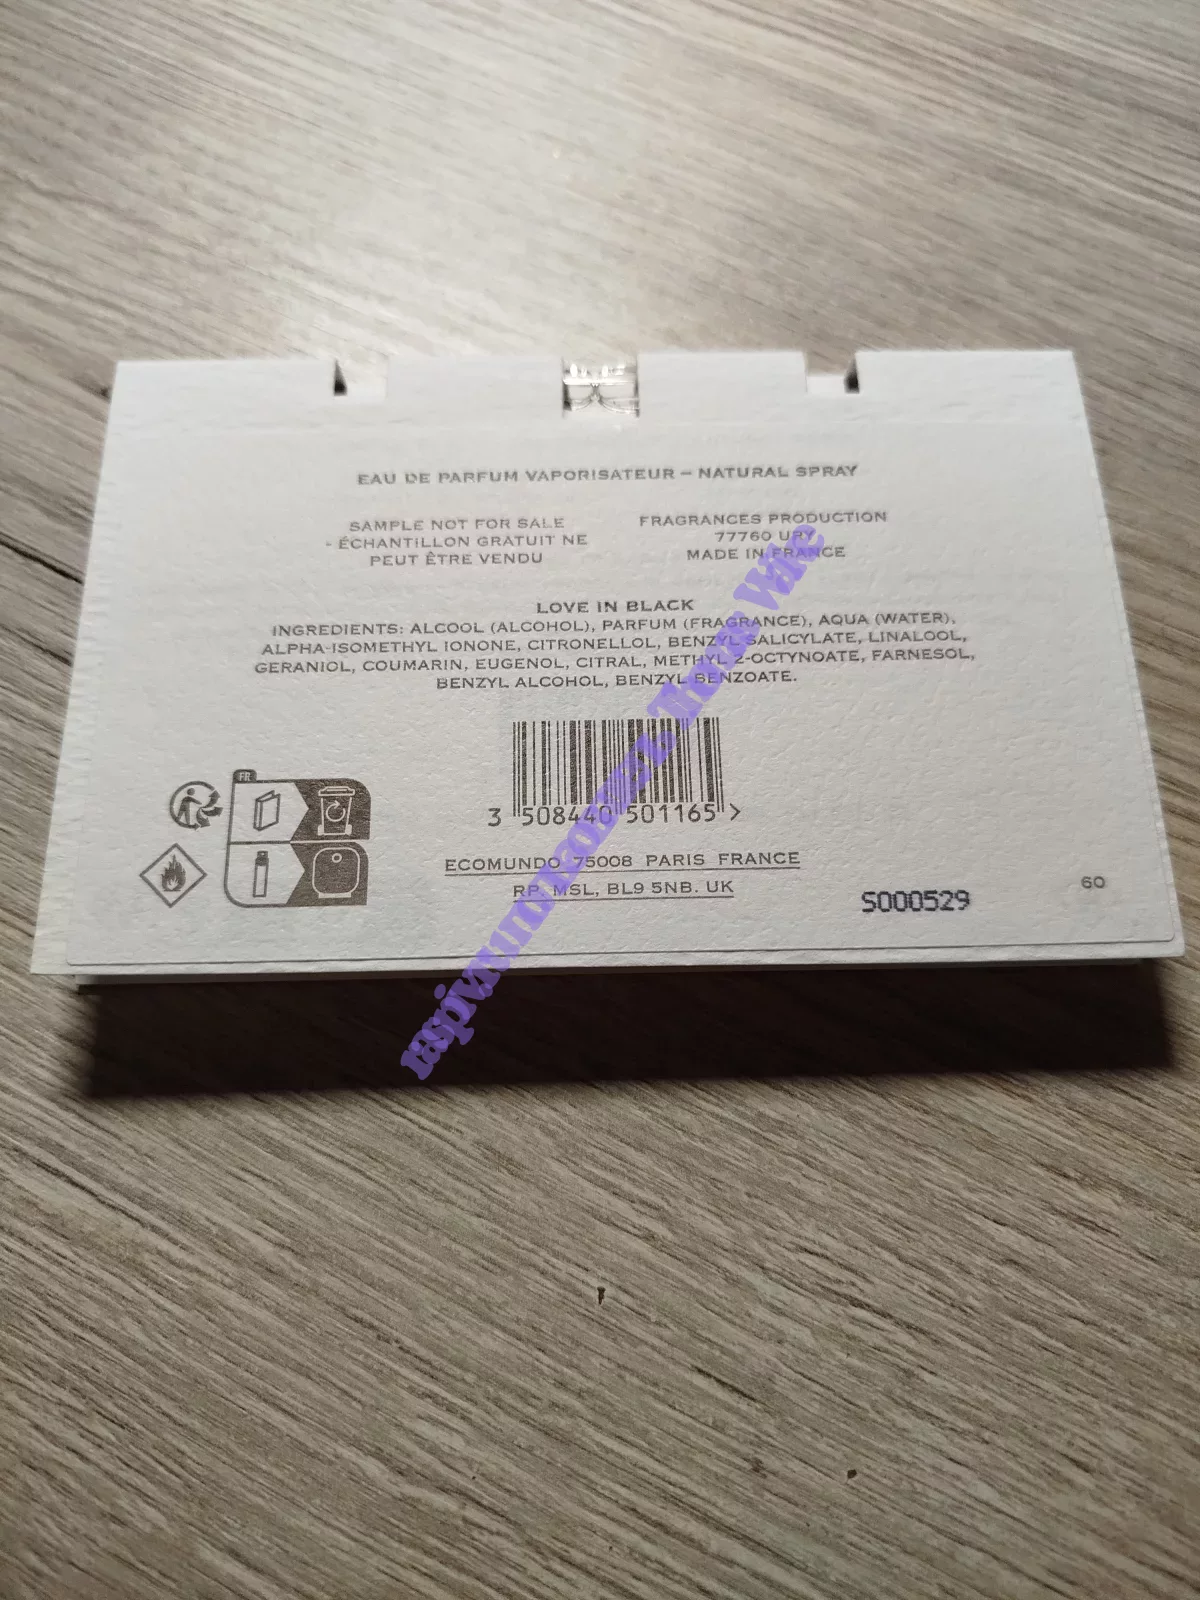 EAU DE PARFUM VAPORISATEUR – NATURAL SPRAY
SAMPLE NOT FOR SALE
- ÉCHANTILLON GRATUIT NE
PEUT ÊTRE VENDU
FRAGRANCES PRODUCTION
77760 URY
MADE IN FRANCE
LOVE IN BLACK
INGREDIENTS: ALCOOL (ALCOHOL), PARFUM (FRAGRANCE), AQUA (WATER),
ALPHA-ISOMETHYL IONONE, CITRONELLOL, BENZYL SALICYLATE, LINALOOL,
GERANIOL, COUMARIN, EUGENOL, CITRAL, METHYL 2-OCTYNOATE, FARNESOL,
BENZYL ALCOHOL, BENZYL BENZOATE.
3 508440 501165 >
FR
ECOMUNDO 75008 PARIS FRANCE
RP. MSL, BL9 5NB. UK
S000529
60